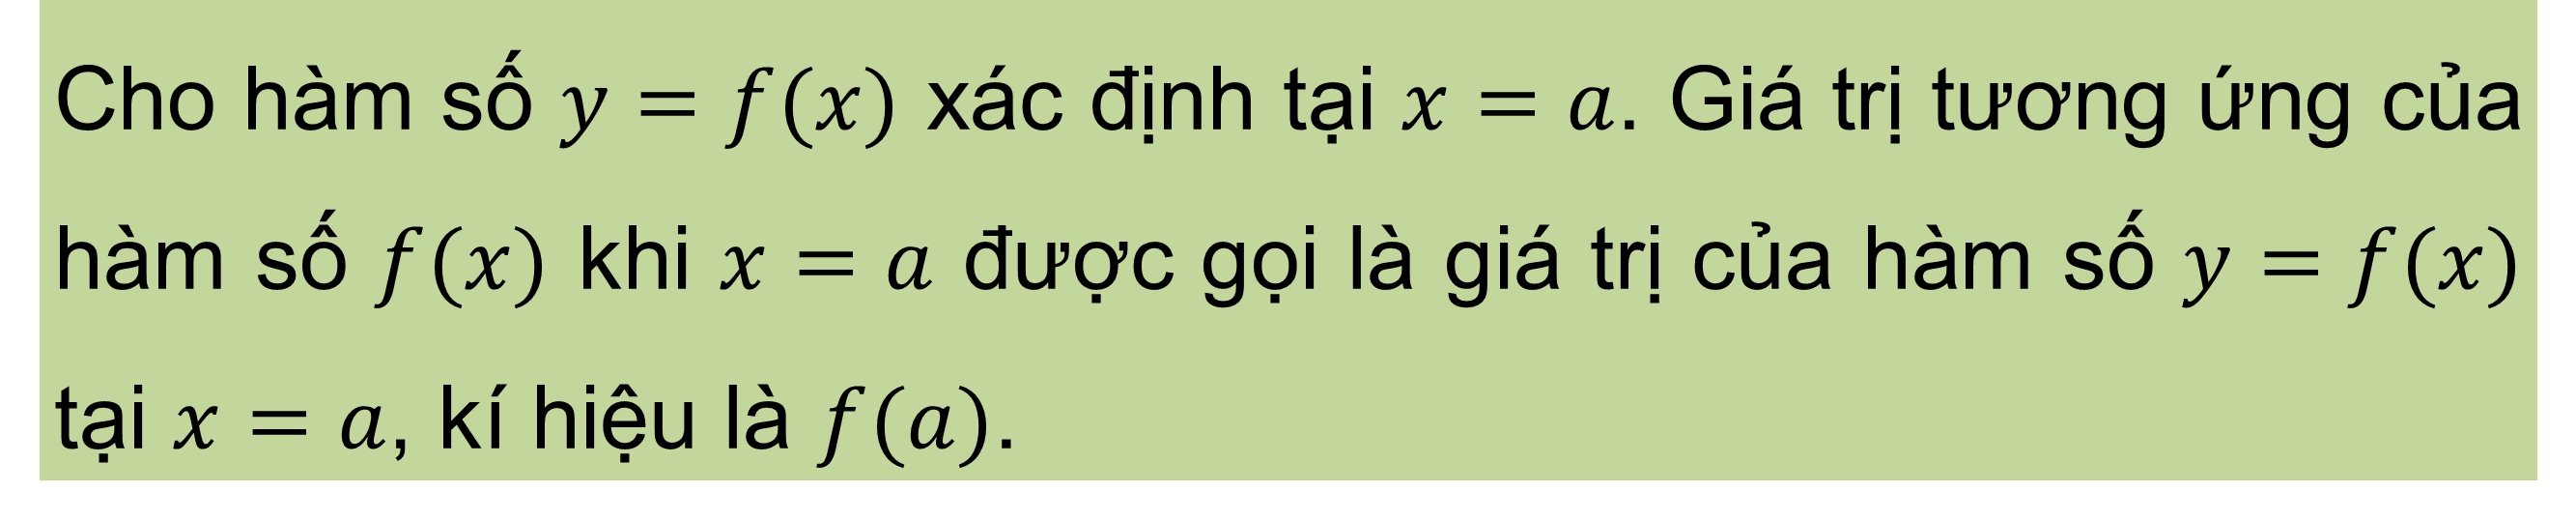 Cho hàm số 𝑦 = 𝑓(𝑥) xác định tại 𝑥 = 𝑎. Giá trị tương ứng của
hàm số 𝑓(𝑥) khi 𝑥 = 𝑎 được gọi là giá trị của hàm số 𝑦 = 𝑓(𝑥)
tại 𝑥 = 𝑎, kí hiệu là 𝑓(𝑎).